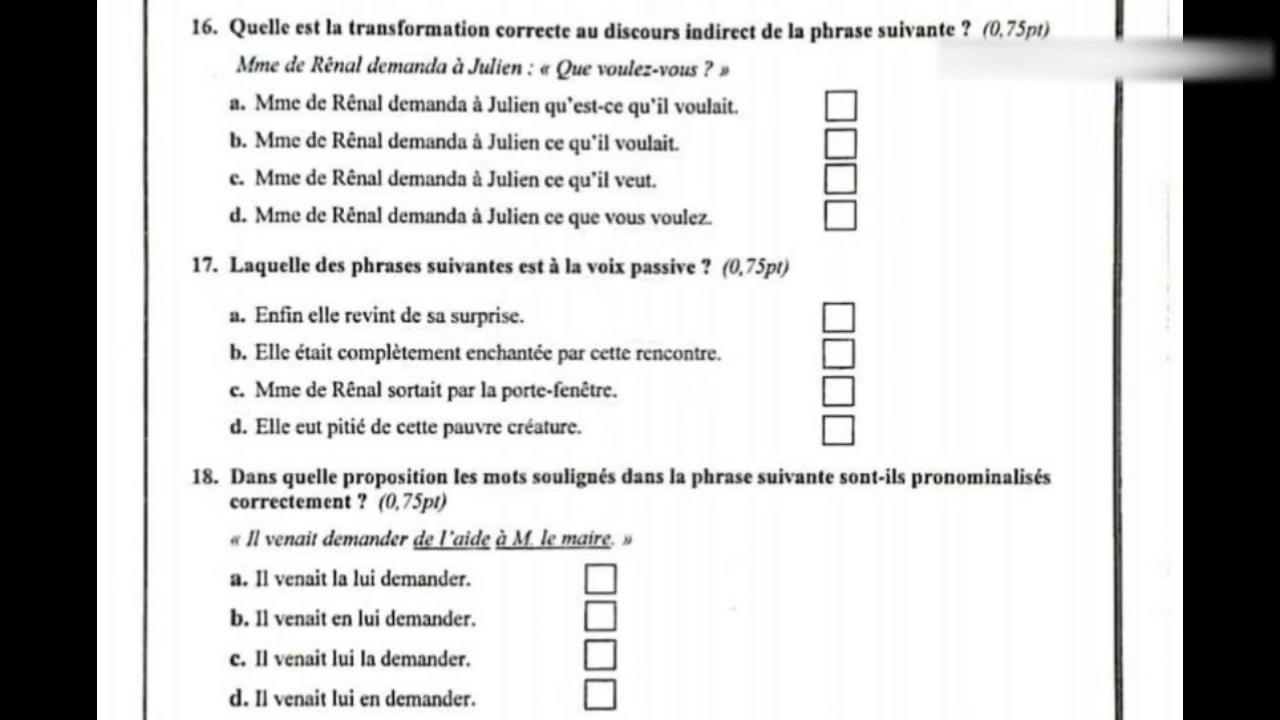 16. Quelle est la transformation correcte au discours indirect de la phrase suivante ? (0,75pt)
Mme de Rênal demanda à Julien : « Que voulez-vous ? »
a. Mme de Rênal demanda à Julien qu'est-ce qu'il voulait.
b. Mme de Rênal demanda à Julien ce qu'il voulait.
c. Mme de Rênal demanda à Julien ce qu'il veut.
d. Mme de Rênal demanda à Julien ce que vous voulez.
17. Laquelle des phrases suivantes est à la voix passive ? (0,75pt)
a. Enfin elle revint de sa surprise.
b. Elle était complètement enchantée par cette rencontre.
c. Mme de Rênal sortait par la porte-fenêtre.
d. Elle eut pitié de cette pauvre créature.
18. Dans quelle proposition les mots soulignés dans la phrase suivante sont-ils pronominalisés
correctement ? (0,75pt)
« Il venait demander de l'aide à M. le maire. »
a. Il venait la lui demander.
b. Il venait en lui demander.
c. Il venait lui la demander.
d. Il venait lui en demander.